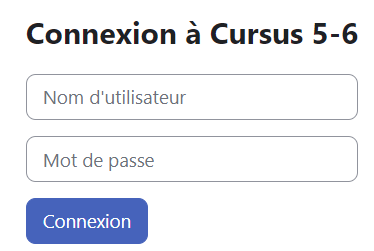 Connexion à Cursus 5-6
Nom d'utilisateur
Mot de passe
Connexion